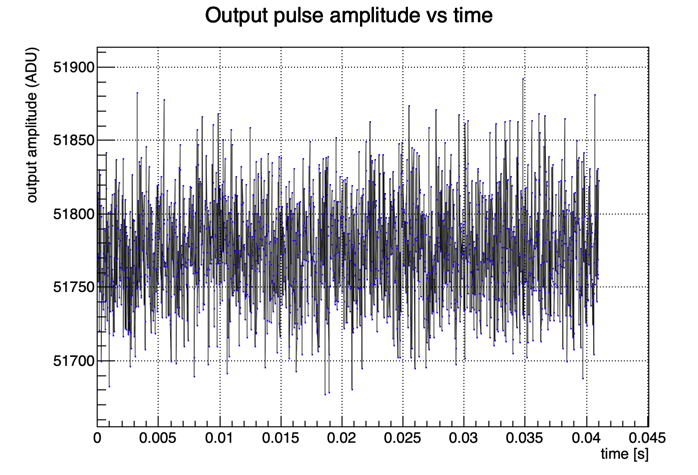 Output pulse amplitude vs time
output amplitude (ADU)
51900
51850
51800
51750
51700
0 0.005 0.01 0.015 0.02 0.025 0.03 0.035 0.04 0.045
time [s]